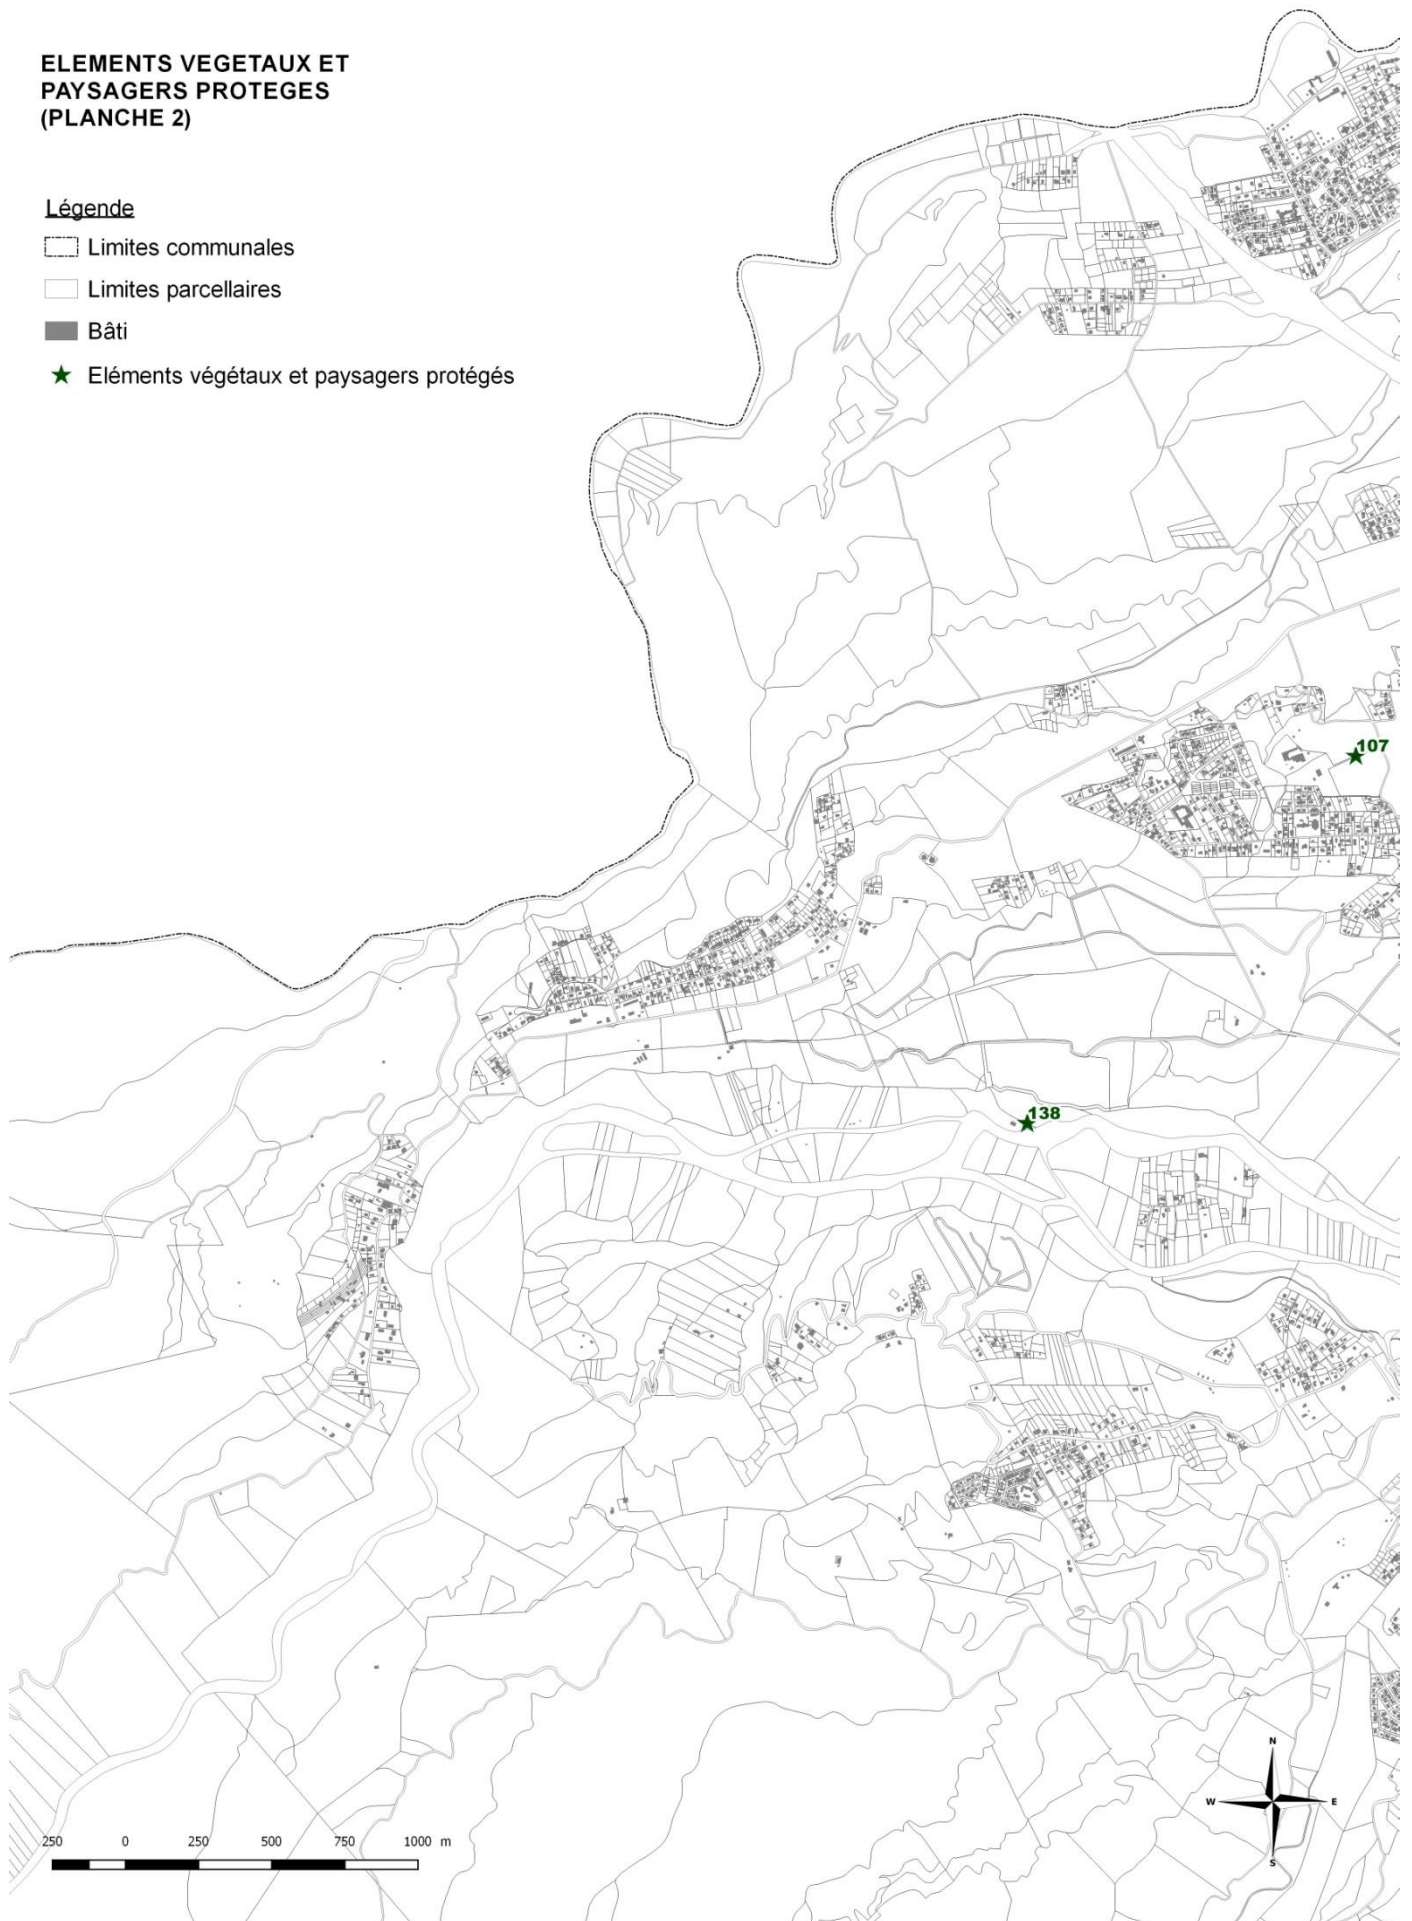 ELEMENTS VEGETAUX ET
PAYSAGERS PROTEGES
(PLANCHE 2)
Légende
Limites communales
Limites parcellaires
Bâti
Eléments végétaux et paysagers protégés
107
138
N
W E
S
250 0 250 500 750 1000 m